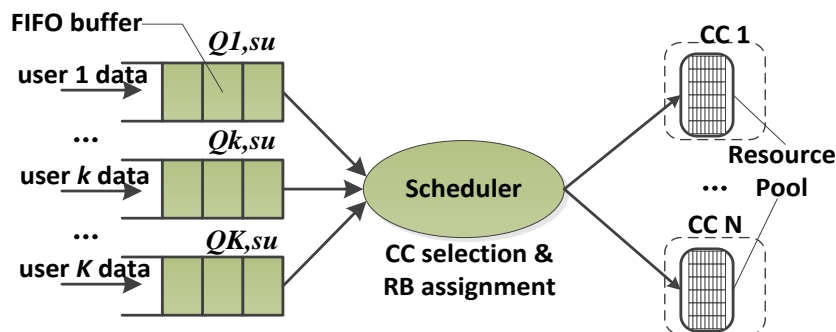 FIFO buffer
Q1,su
user 1 data
...
Qk,su
user k data
...
QK,su
user K data
Scheduler
CC selection &
RB assignment
CC 1
Resource
Pool
...
CC N